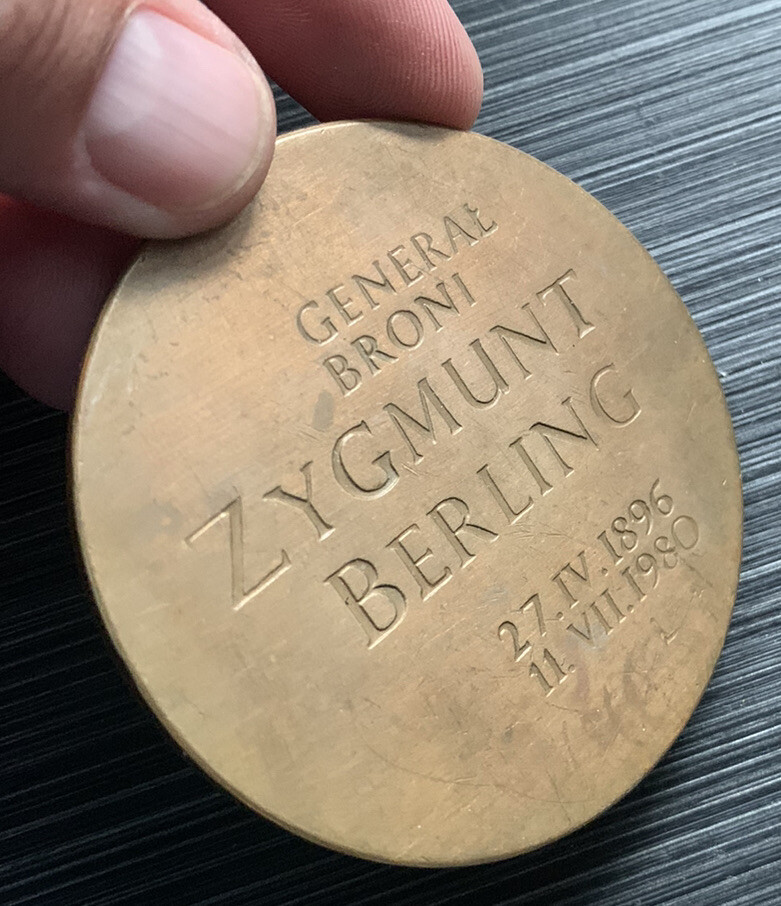 GENERAŁ
BRONI
ZYGMUNT
BERLING
27.IV.1896
11.VII.1980